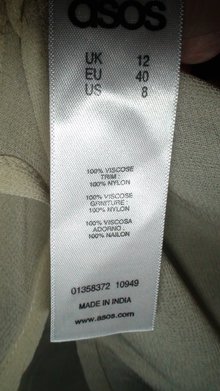 asos
UK 12
EU 40
US 8
100% VISCOSE
TRIM :
100% NYLON
100% VISCOSE
GRNITURE :
100% NYLON
100% VISCOSA
ADORNO :
100% NAILON
01358372 10949
MADE IN INDIA
www.asos.com